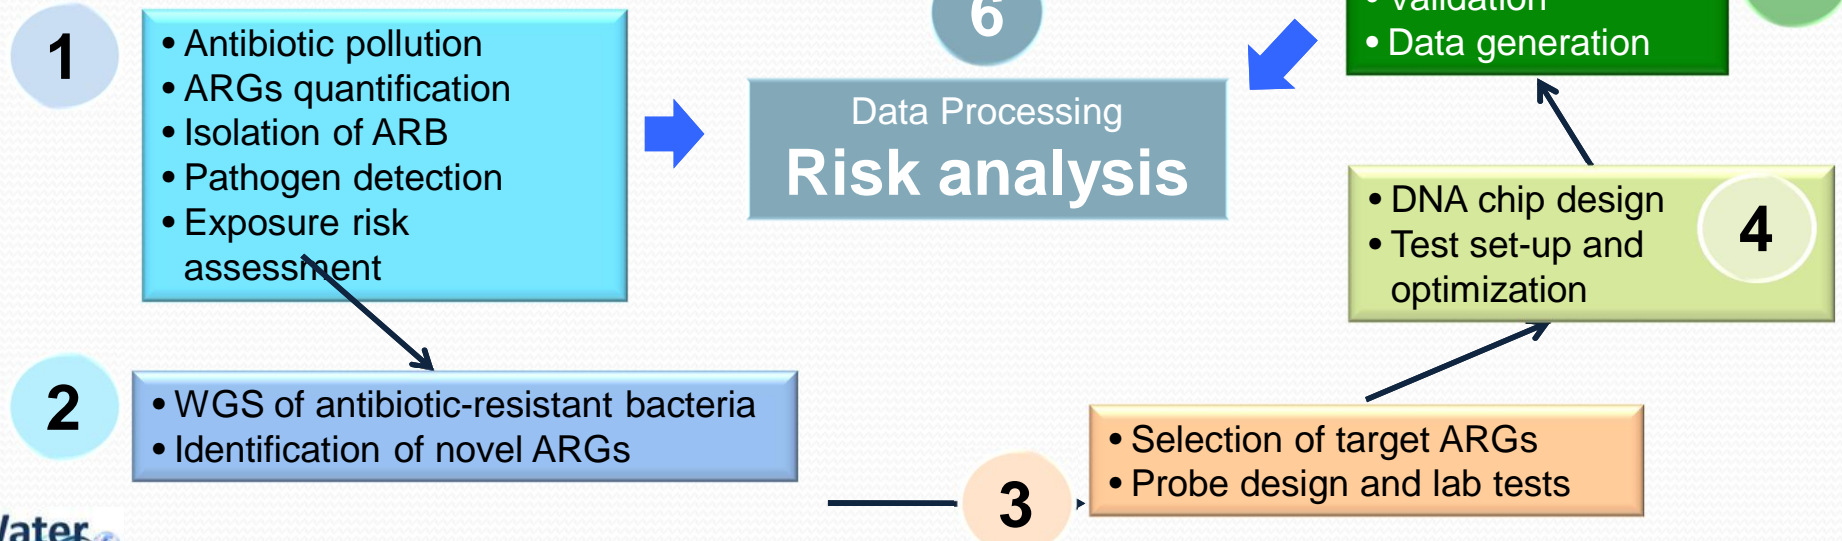 1
• Antibiotic pollution
• ARGs quantification
• Isolation of ARB
• Pathogen detection
• Exposure risk
assessment
6
Data Processing
Risk analysis
• Validation
• Data generation
• DNA chip design
• Test set-up and
optimization
4
2
• WGS of antibiotic-resistant bacteria
• Identification of novel ARGs
3
• Selection of target ARGs
• Probe design and lab tests
Water